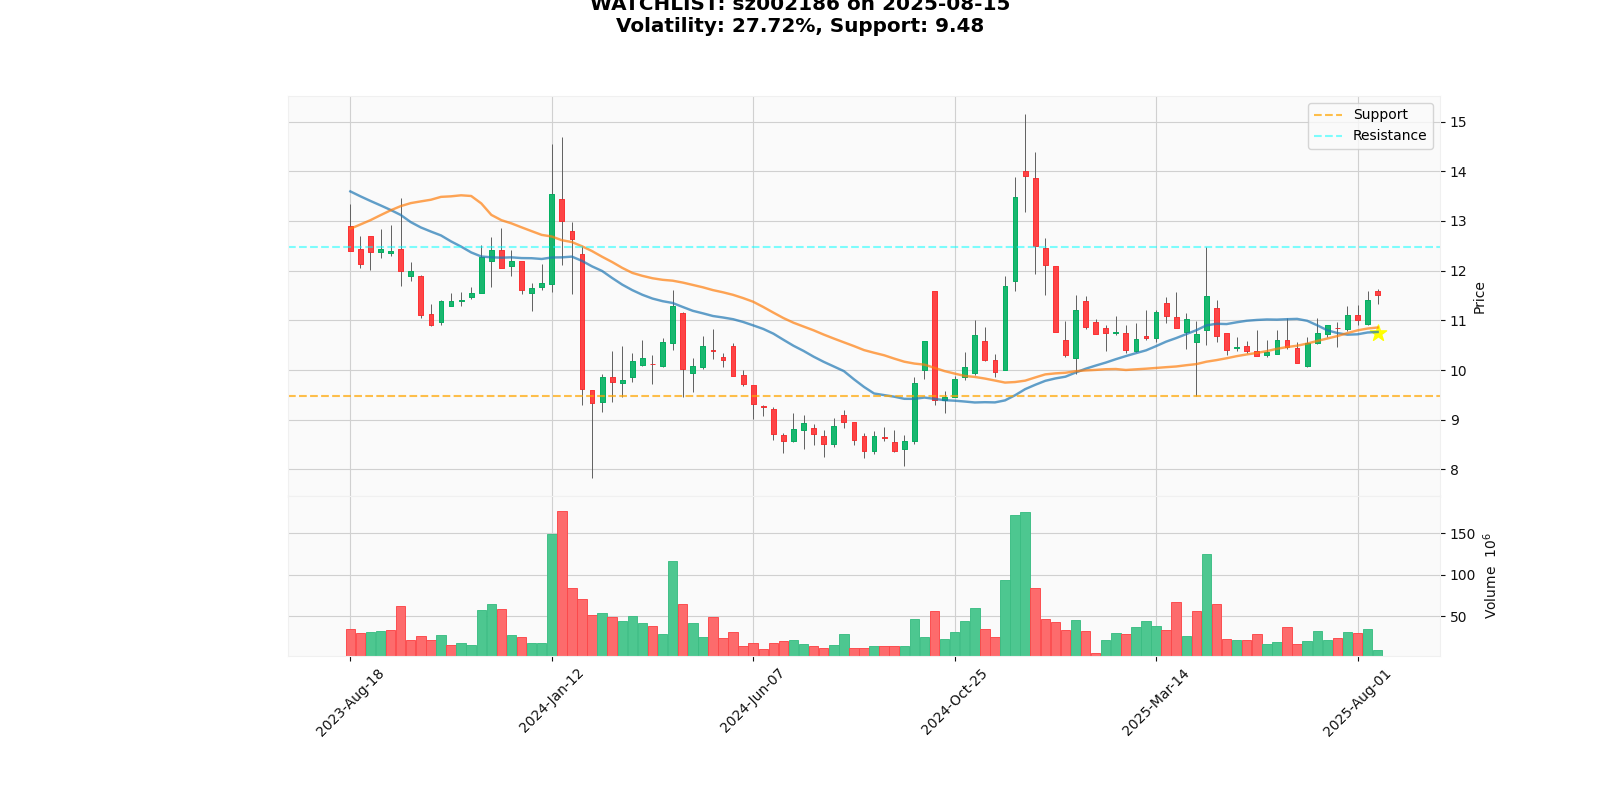 WATCHLIST: sz002186 on 2025-08-15
Volatility: 27.72%, Support: 9.48
Support
Resistance
15
14
13
12
11
10
9
8
Price
150
100
50
Volume 10^6
2023-Aug-18
2024-Jan-12
2024-Jun-07
2024-Oct-25
2025-Mar-14
2025-Aug-01